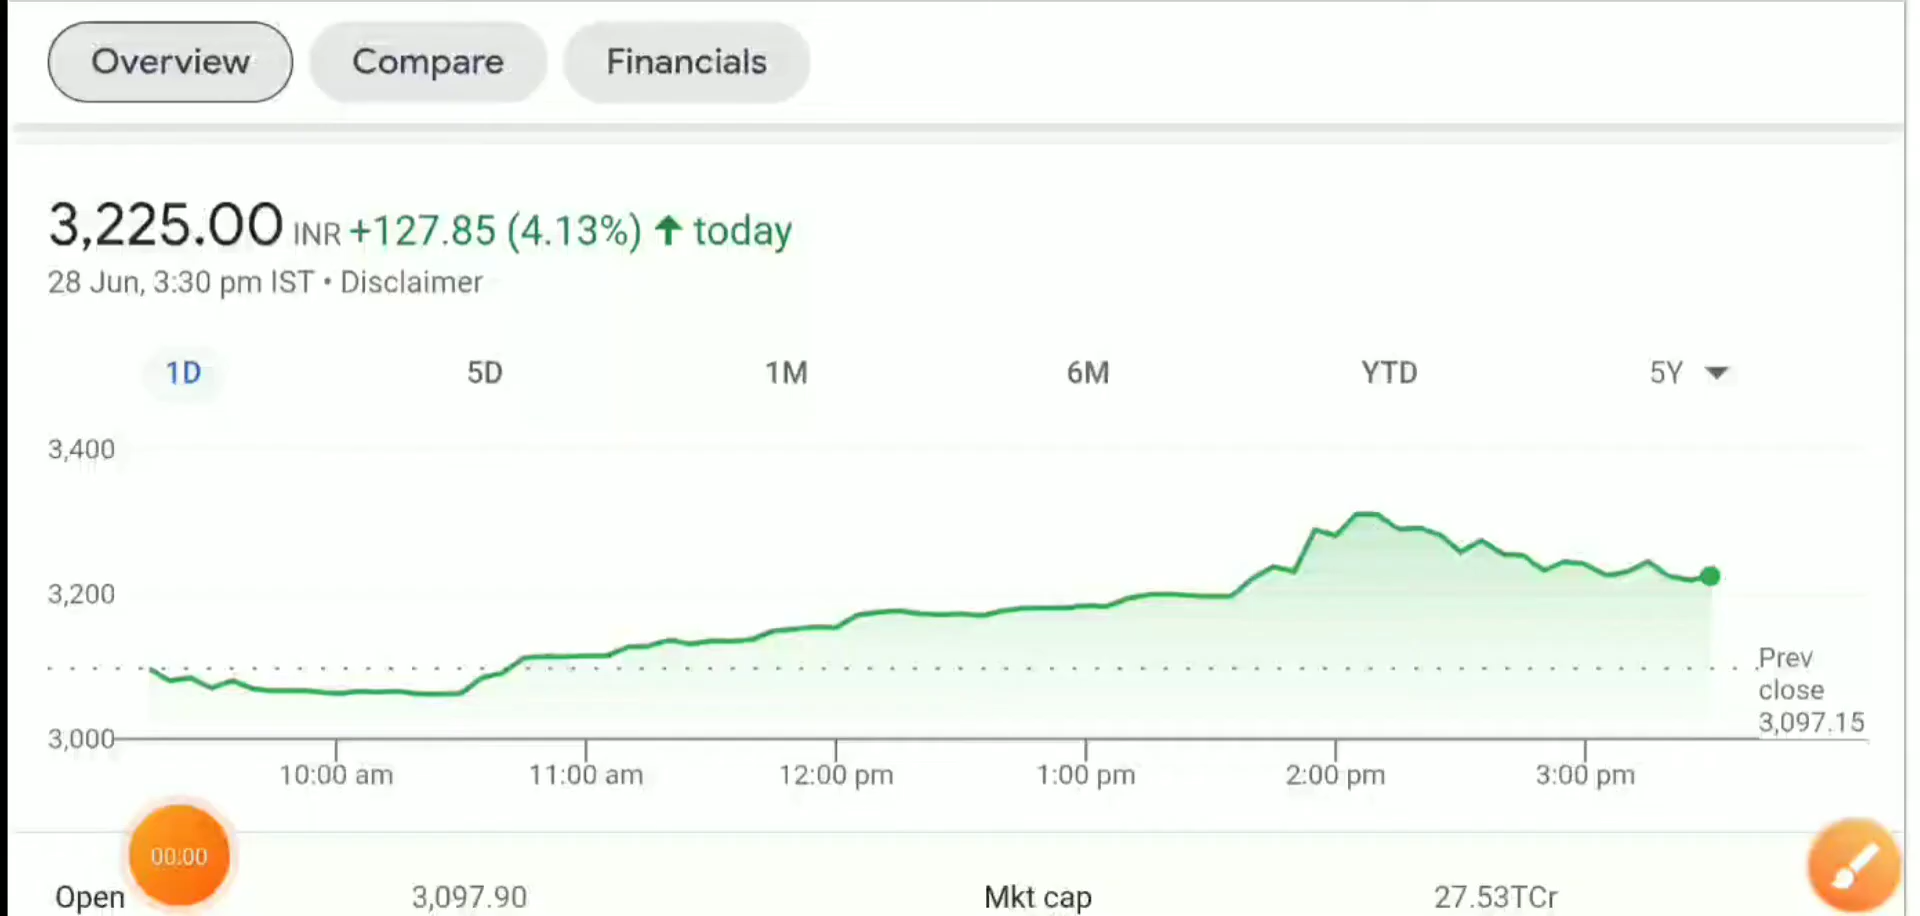 Overview Compare Financials
3,225.00 INR +127.85 (4.13%) ↑ today
28 Jun, 3:30 pm IST • Disclaimer
1D 5D 1M 6M YTD 5Y
3,400
3,200
Prev
close
3,097.15
3,000
10:00 am 11:00 am 12:00 pm 1:00 pm 2:00 pm 3:00 pm
00:00
Open 3,097.90 Mkt cap 27.53TCr